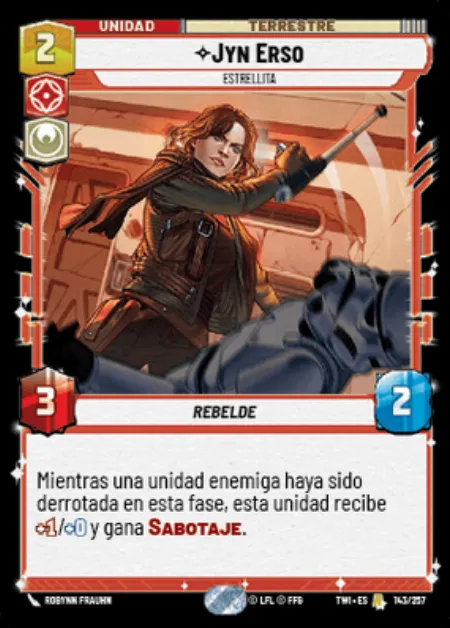 UNIDAD
TERRESTRE
2
JYN ERSO
ESTRELLITA
3
REBELDE
2
Mientras una unidad enemiga haya sido
derrotada en esta fase, esta unidad recibe
+1/+0 y gana SABOTAJE.
ROBYNN FRAUHN
© LFL © FFG
TWI • ES
143/257